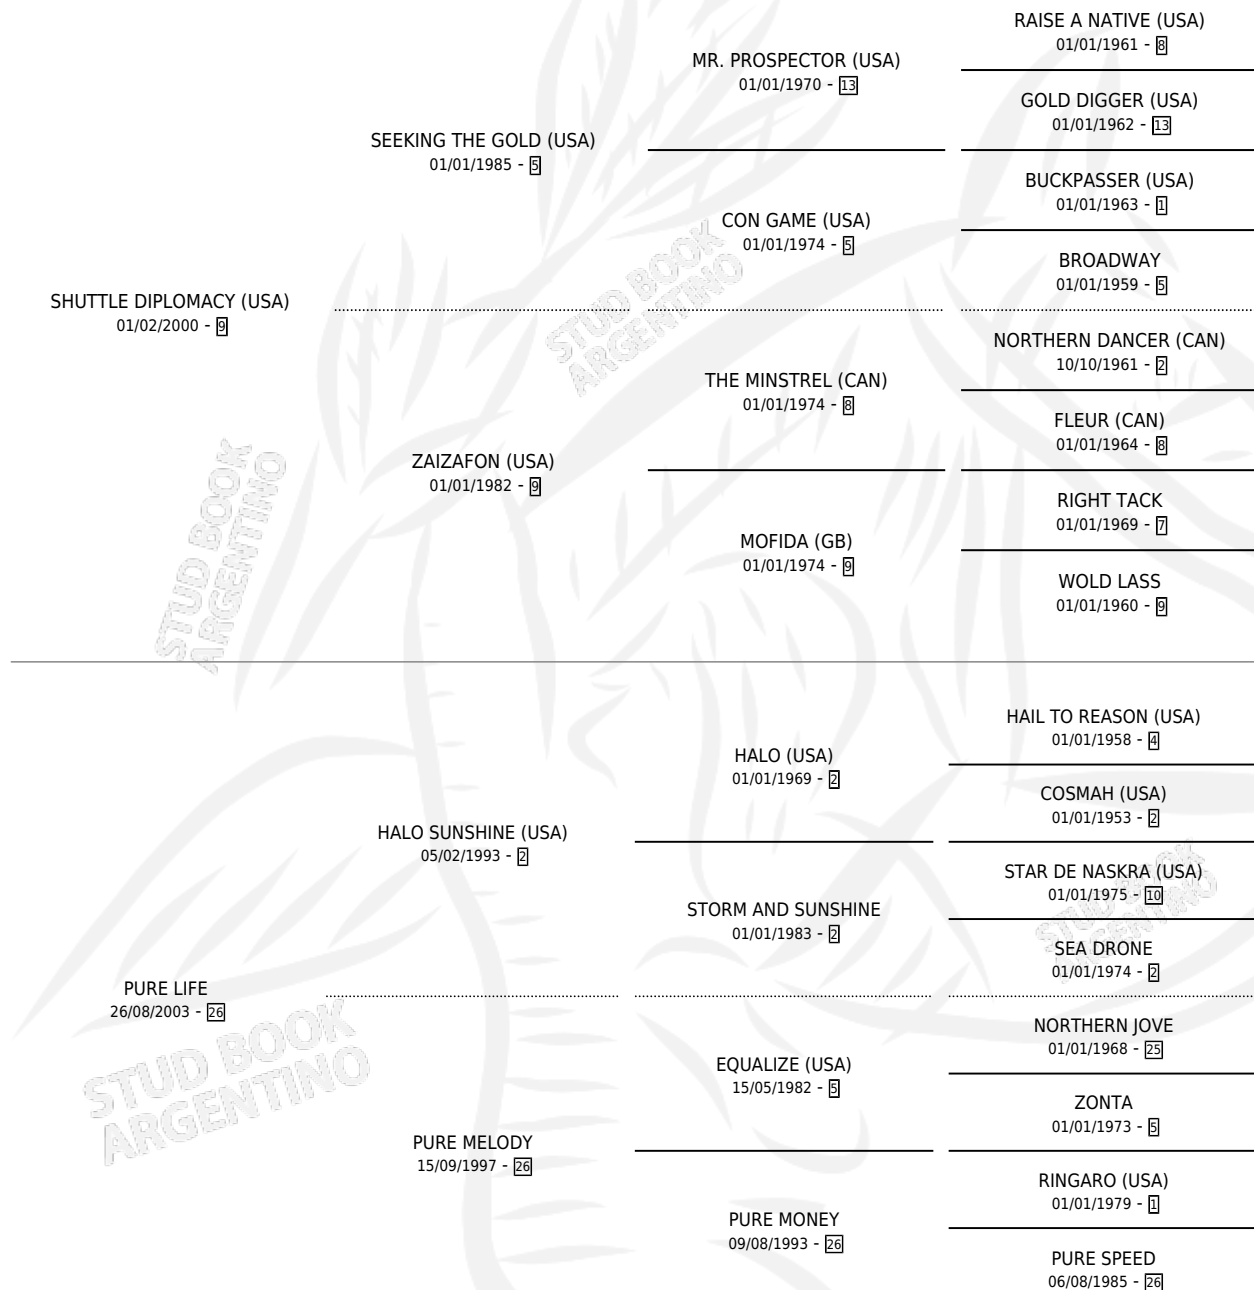 RAISE A NATIVE (USA)
01/01/1961 - 8
MR. PROSPECTOR (USA)
01/01/1970 - 13
GOLD DIGGER (USA)
01/01/1962 - 13
SEEKING THE GOLD (USA)
01/01/1985 - 5
BUCKPASSER (USA)
01/01/1963 - 1
CON GAME (USA)
01/01/1974 - 5
BROADWAY
01/01/1959 - 5
SHUTTLE DIPLOMACY (USA)
01/02/2000 - 9
NORTHERN DANCER (CAN)
10/10/1961 - 2
THE MINSTREL (CAN)
01/01/1974 - 8
FLEUR (CAN)
01/01/1964 - 8
ZAIZAFON (USA)
01/01/1982 - 9
RIGHT TACK
01/01/1969 - 7
MOFIDA (GB)
01/01/1974 - 9
WOLD LASS
01/01/1960 - 9
HAIL TO REASON (USA)
01/01/1958 - 4
HALO (USA)
01/01/1969 - 2
COSMAH (USA)
01/01/1953 - 2
HALO SUNSHINE (USA)
05/02/1993 - 2
STAR DE NASKRA (USA)
01/01/1975 - 10
STORM AND SUNSHINE
01/01/1983 - 2
SEA DRONE
01/01/1974 - 2
PURE LIFE
26/08/2003 - 26
NORTHERN JOVE
01/01/1968 - 25
EQUALIZE (USA)
15/05/1982 - 5
ZONTA
01/01/1973 - 5
PURE MELODY
15/09/1997 - 26
RINGARO (USA)
01/01/1979 - 1
PURE MONEY
09/08/1993 - 26
PURE SPEED
06/08/1985 - 26
STUD BOOK
ARGENTINO
STUD BOOK
ARGENTINO
STUD BOOK
ARGENTINO
STUD BOOK
ARGENTINO